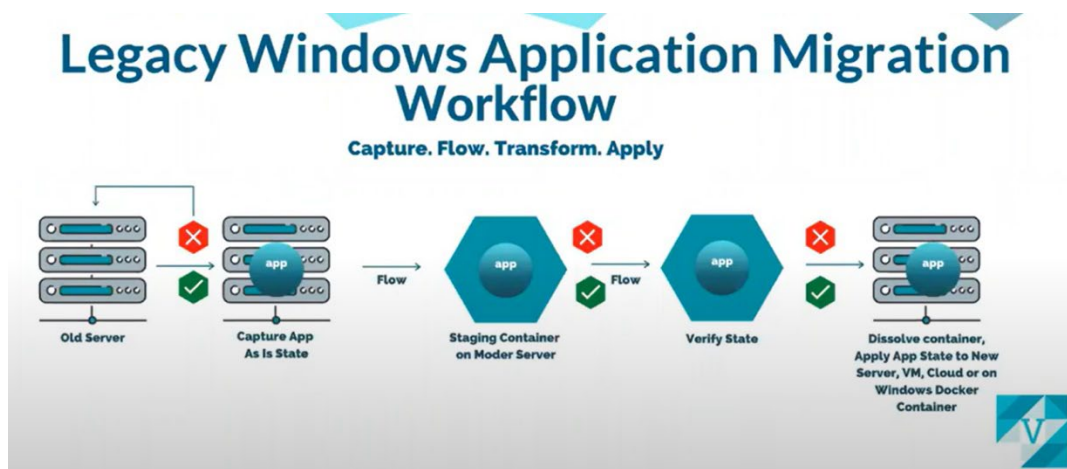 Legacy Windows Application Migration
Workflow
Capture. Flow. Transform. Apply
app
app
app
app
Flow
Flow
Old Server
Capture App
As Is State
Staging Container
on Moder Server
Verify State
Dissolve container,
Apply App State to New
Server, VM, Cloud or on
Windows Docker
Container
V